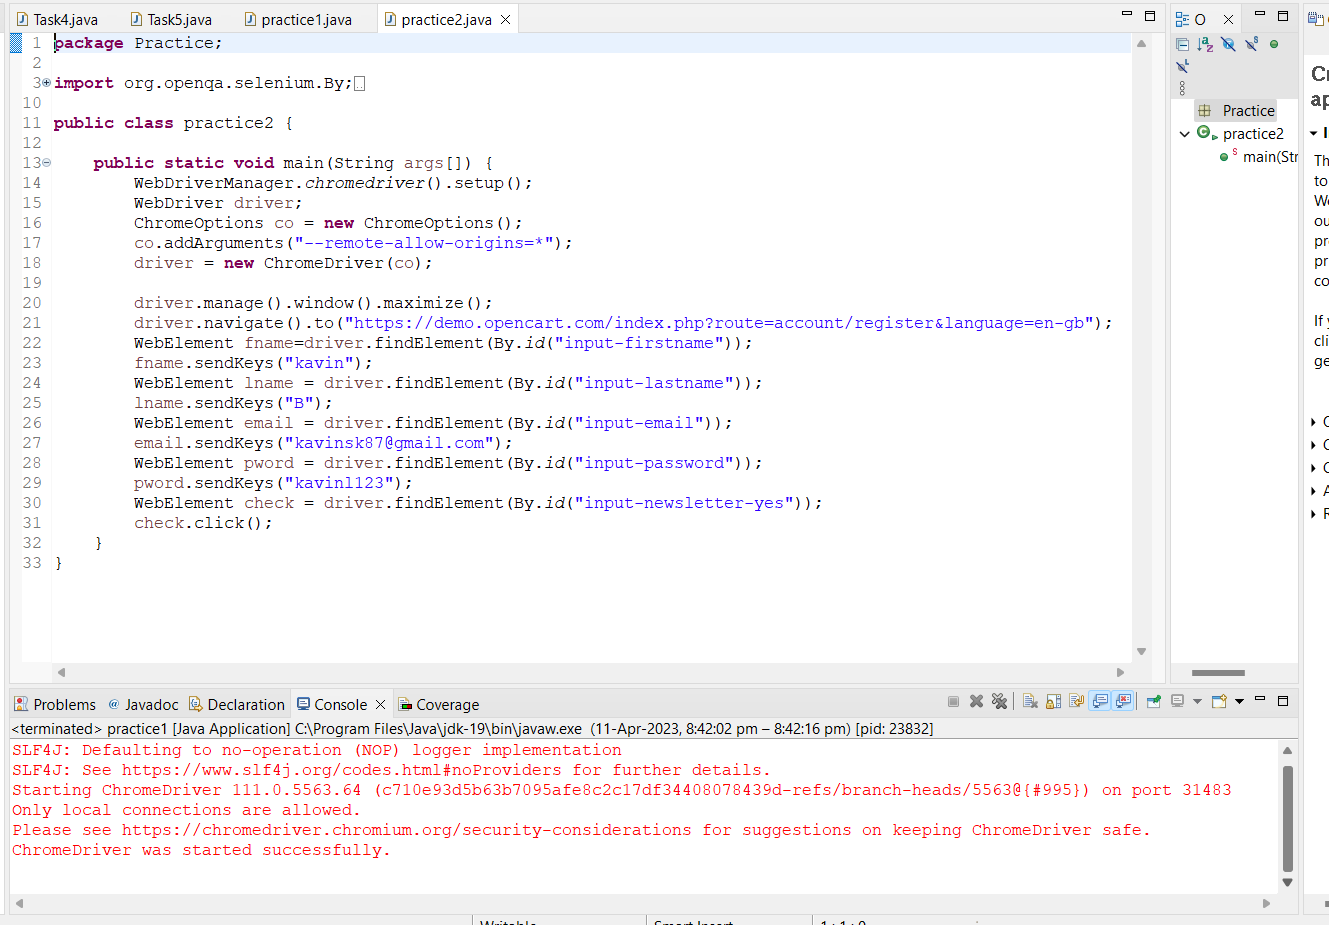 Task4.java Task5.java practice1.java practice2.java
1 package Practice;
2
3 import org.openqa.selenium.By;
10
11 public class practice2 {
12
13 public static void main(String args[]) {
14 WebDriverManager.chromedriver().setup();
15 WebDriver driver;
16 ChromeOptions co = new ChromeOptions();
17 co.addArguments("--remote-allow-origins=*");
18 driver = new ChromeDriver(co);
19
20 driver.manage().window().maximize();
21 driver.navigate().to("https://demo.opencart.com/index.php?route=account/register&language=en-gb");
22 WebElement fname=driver.findElement(By.id("input-firstname"));
23 fname.sendKeys("kavin");
24 WebElement lname = driver.findElement(By.id("input-lastname"));
25 lname.sendKeys("B");
26 WebElement email = driver.findElement(By.id("input-email"));
27 email.sendKeys("kavinsk87@gmail.com");
28 WebElement pword = driver.findElement(By.id("input-password"));
29 pword.sendKeys("kavin1123");
30 WebElement check = driver.findElement(By.id("input-newsletter-yes"));
31 check.click();
32 }
33 }
O
Practice
practice2
main(Str
Problems Javadoc Declaration Console Coverage
<terminated> practice1 [Java Application] C:\Program Files\Java\jdk-19\bin\javaw.exe (11-Apr-2023, 8:42:02 pm – 8:42:16 pm) [pid: 23832]
SLF4J: Defaulting to no-operation (NOP) logger implementation
SLF4J: See https://www.slf4j.org/codes.html#noProviders for further details.
Starting ChromeDriver 111.0.5563.64 (c710e93d5b63b7095afe8c2c17df34408078439d-refs/branch-heads/5563@{#995}) on port 31483
Only local connections are allowed.
Please see https://chromedriver.chromium.org/security-considerations for suggestions on keeping ChromeDriver safe.
ChromeDriver was started successfully.